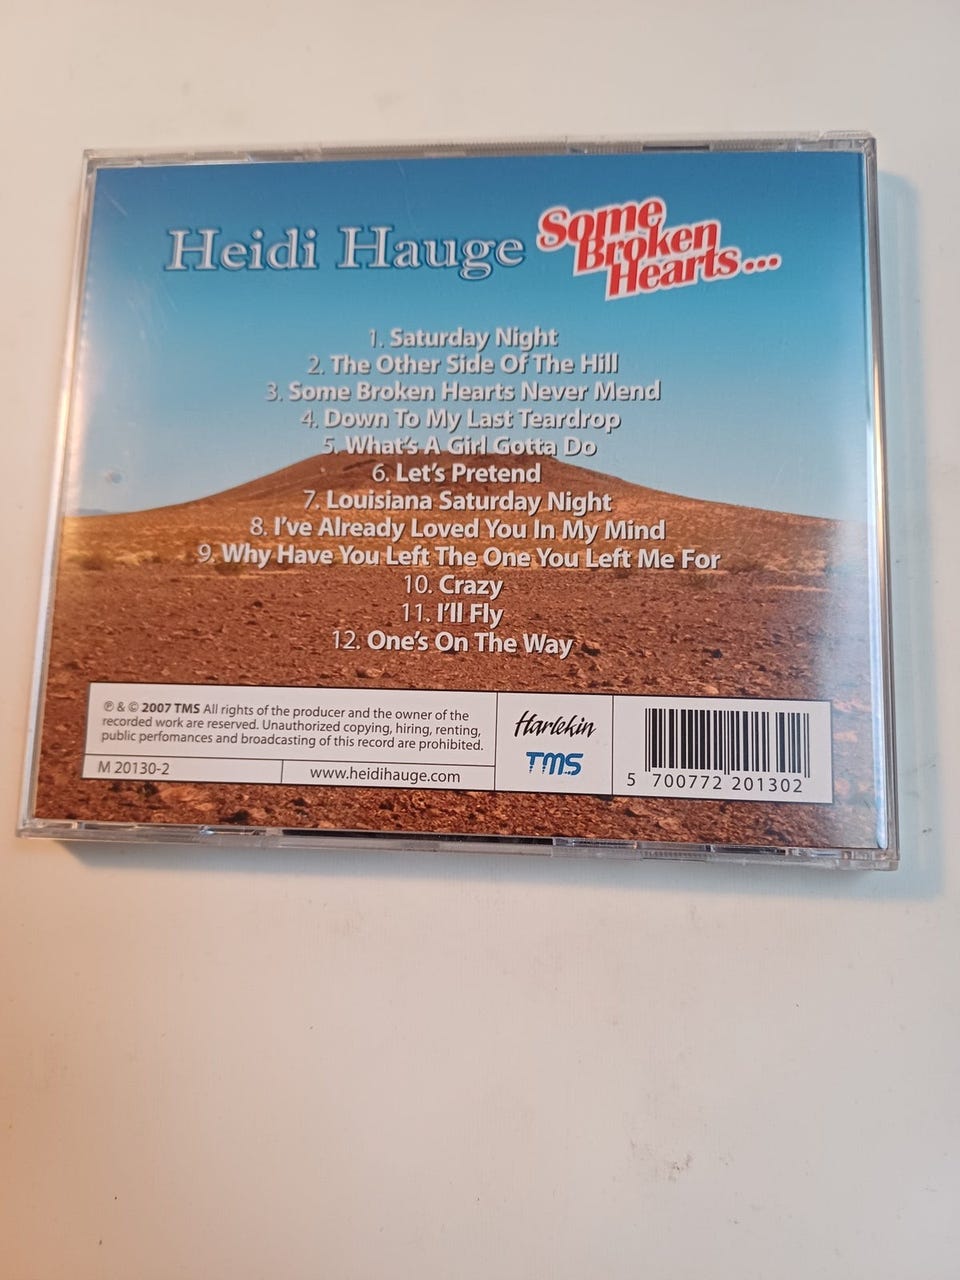 Heidi Hauge
Some
Broken
Hearts...
1. Saturday Night
2. The Other Side Of The Hill
3. Some Broken Hearts Never Mend
4. Down To My Last Teardrop
5. What's A Girl Gotta Do
6. Let's Pretend
7. Louisiana Saturday Night
8. I've Already Loved You In My Mind
9. Why Have You Left The One You Left Me For
10. Crazy
11. I'll Fly
12. One's On The Way
℗ & © 2007 TMS All rights of the producer and the owner of the
recorded work are reserved. Unauthorized copying, hiring, renting,
public perfomances and broadcasting of this record are prohibited.
M 20130-2
www.heidihauge.com
Harlekin
TMS
5 700772 201302